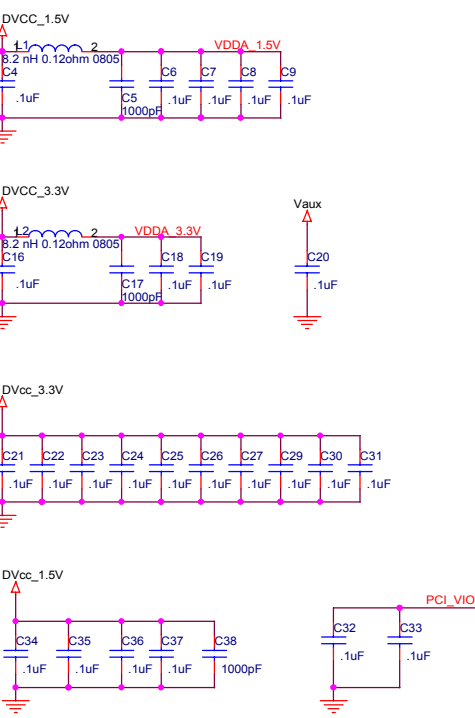 DVCC_1.5V
L1
1 2
VDDA_1.5V
8.2 nH 0.12ohm 0805
C4 C6 C7 C8 C9
.1uF C5 .1uF .1uF .1uF .1uF
1000pF
DVCC_3.3V
Vaux
L2
1 2
VDDA_3.3V
8.2 nH 0.12ohm 0805
C16 C18 C19 C20
.1uF C17 .1uF .1uF .1uF
1000pF
DVcc_3.3V
C21 C22 C23 C24 C25 C26 C27 C29 C30 C31
.1uF .1uF .1uF .1uF .1uF .1uF .1uF .1uF .1uF .1uF
DVcc_1.5V
PCI_VIO
C32 C33
C34 C35 C36 C37 C38
.1uF .1uF
.1uF .1uF .1uF .1uF 1000pF